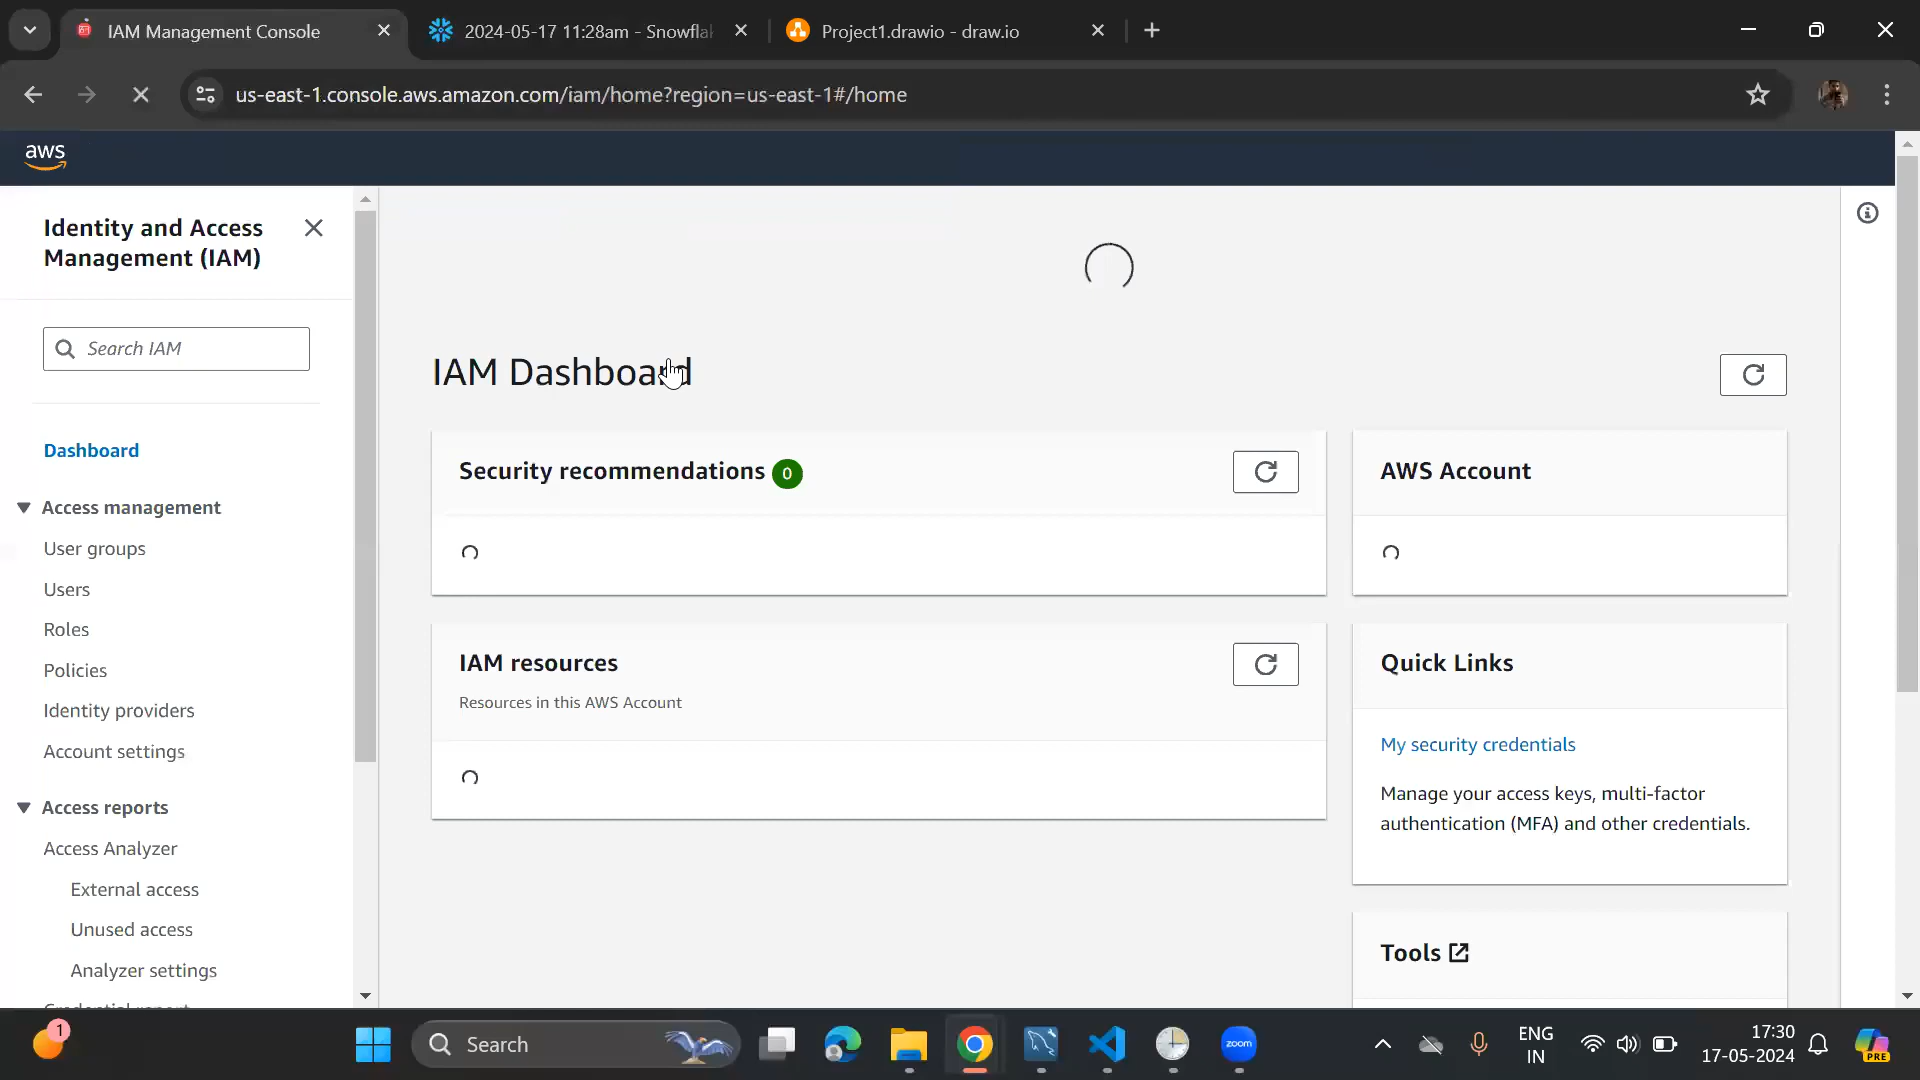 IAM Management Console
2024-05-17 11:28am - Snowfla
Project1.drawio - draw.io
us-east-1.console.aws.amazon.com/iam/home?region=us-east-1#/home
aws
Identity and Access
Management (IAM)
Search IAM
Dashboard
Access management
User groups
Users
Roles
Policies
Identity providers
Account settings
Access reports
Access Analyzer
External access
Unused access
Analyzer settings
Credential report
IAM Dashboard
Security recommendations 0
AWS Account
IAM resources
Resources in this AWS Account
Quick Links
My security credentials
Manage your access keys, multi-factor
authentication (MFA) and other credentials.
Tools
1
Search
zoom
ENG
IN
17:30
17-05-2024
PRE